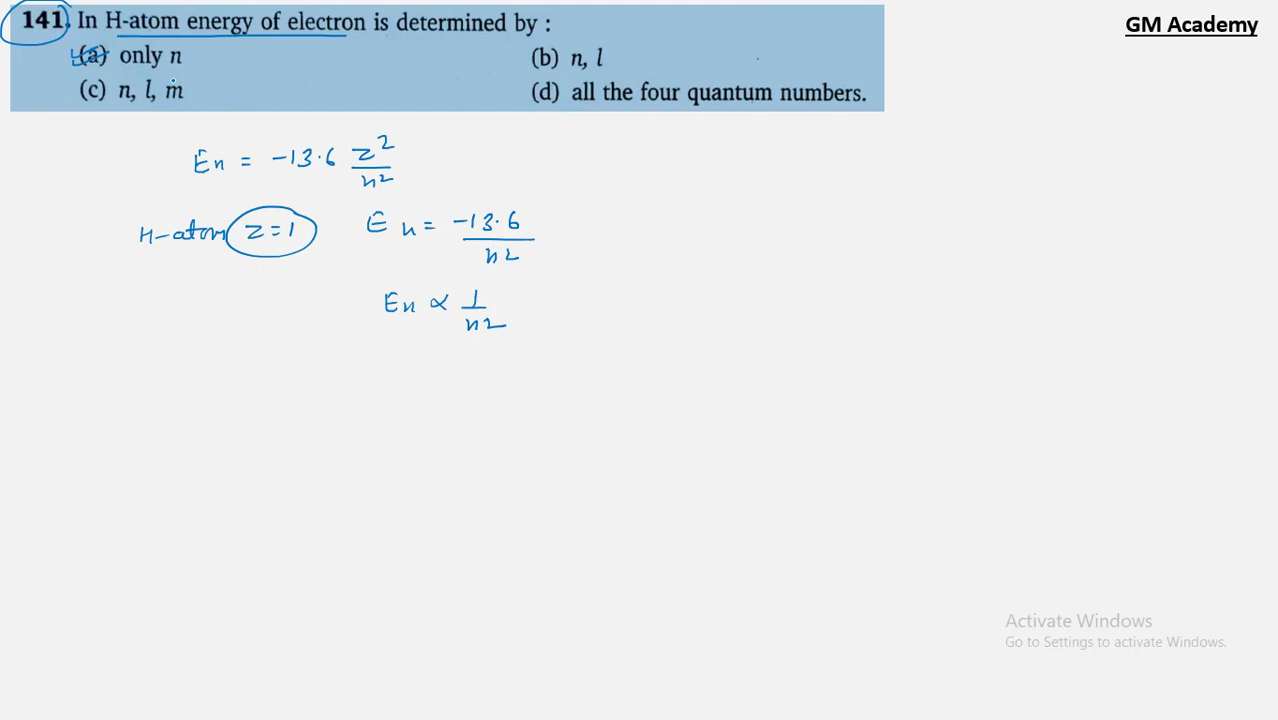 141. In H-atom energy of electron is determined by :
GM Academy
(a) only n
(b) n, l
(c) n, l, m
(d) all the four quantum numbers.
En = -13.6 z²/n²
H-atom z=1 En = -13.6/n²
En ∝ 1/n2
Activate Windows
Go to Settings to activate Windows.